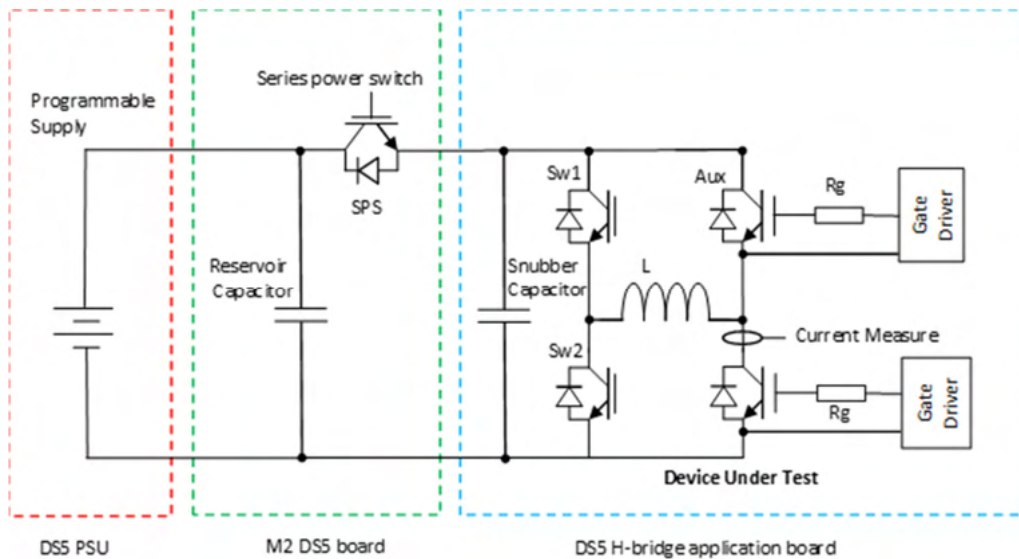 Series power switch
Programmable
Supply
SPS
Sw1
Aux
Rg
Gate
Driver
Reservoir
Capacitor
Snubber
Capacitor
L
Current Measure
Sw2
Rg
Gate
Driver
Device Under Test
DS5 PSU
M2 DS5 board
DS5 H-bridge application board